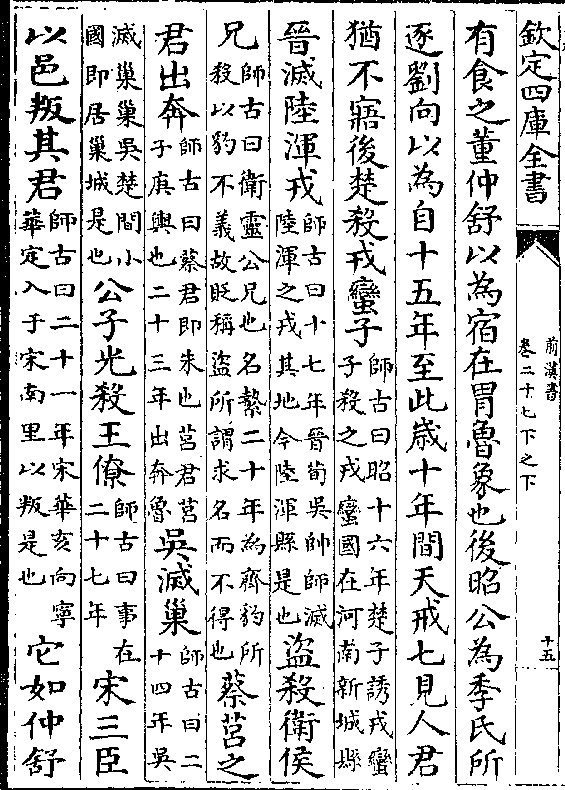 欽定四庫全書
前漢書
卷二十七下之下
十五
有食之董仲舒以為宿在胃魯象也後昭公為季氏所
逐劉向以為自十五年至此歳十年間天戒七見人君
猶不寤後楚殺戎蠻子師古曰昭十六年楚子誘戎蠻子殺之戎蠻國在河南新城縣
晉滅陸渾戎師古曰十七年晉荀吳帥師滅陸渾之戎其地今陸渾縣是也盜殺衛侯
兄師古曰衛靈公兄也名縶二十年為齊豹所殺以豹不義故貶稱盜所謂求名而不得也蔡莒之
君出奔師古曰蔡君即朱也莒君莒子庚輿也二十三年出奔魯吳滅巢師古曰二十四年吳
滅巢巢吳楚間小國即居巢城是也公子光殺王僚師古曰事在二十七年宋三臣
以邑叛其君師古曰二十一年宋華亥向寧華定入于宋南里以叛是也它如仲舒